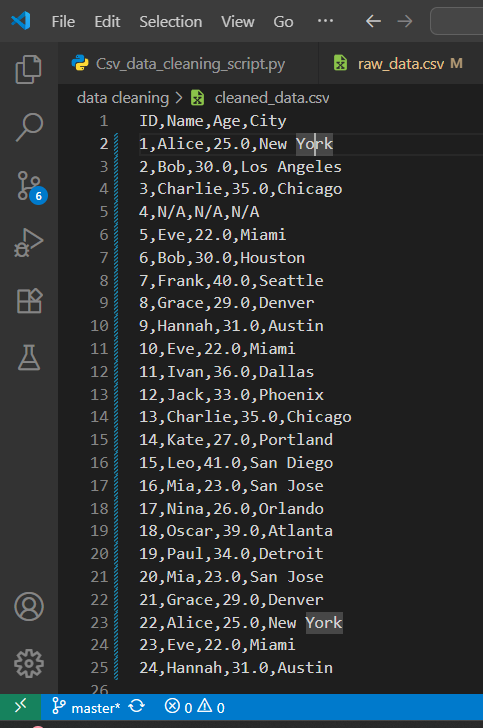 File Edit Selection View Go ...
Csv_data_cleaning_script.py raw_data.csv M
data cleaning > cleaned_data.csv
1 ID,Name,Age,City
2 1,Alice,25.0,New York
3 2,Bob,30.0,Los Angeles
4 3,Charlie,35.0,Chicago
5 4,N/A,N/A,N/A
6 5,Eve,22.0,Miami
7 6,Bob,30.0,Houston
8 7,Frank,40.0,Seattle
9 8,Grace,29.0,Denver
10 9,Hannah,31.0,Austin
11 10,Eve,22.0,Miami
12 11,Ivan,36.0,Dallas
13 12,Jack,33.0,Phoenix
14 13,Charlie,35.0,Chicago
15 14,Kate,27.0,Portland
16 15,Leo,41.0,San Diego
17 16,Mia,23.0,San Jose
18 17,Nina,26.0,Orlando
19 18,Oscar,39.0,Atlanta
20 19,Paul,34.0,Detroit
21 20,Mia,23.0,San Jose
22 21,Grace,29.0,Denver
23 22,Alice,25.0,New York
24 23,Eve,22.0,Miami
25 24,Hannah,31.0,Austin
26
6
master* 0 0